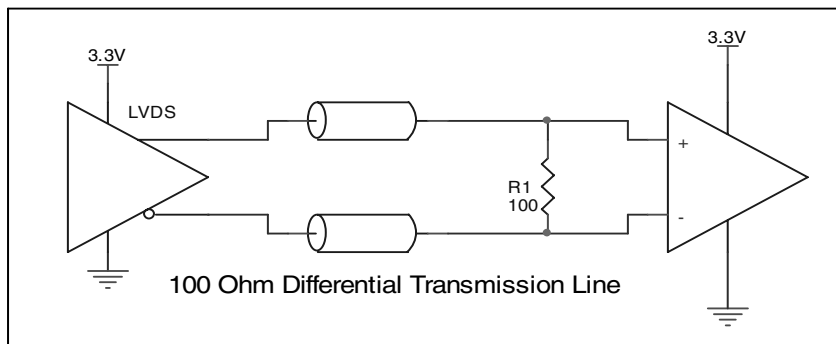 3.3V
3.3V
LVDS
+
R1
100
-
100 Ohm Differential Transmission Line